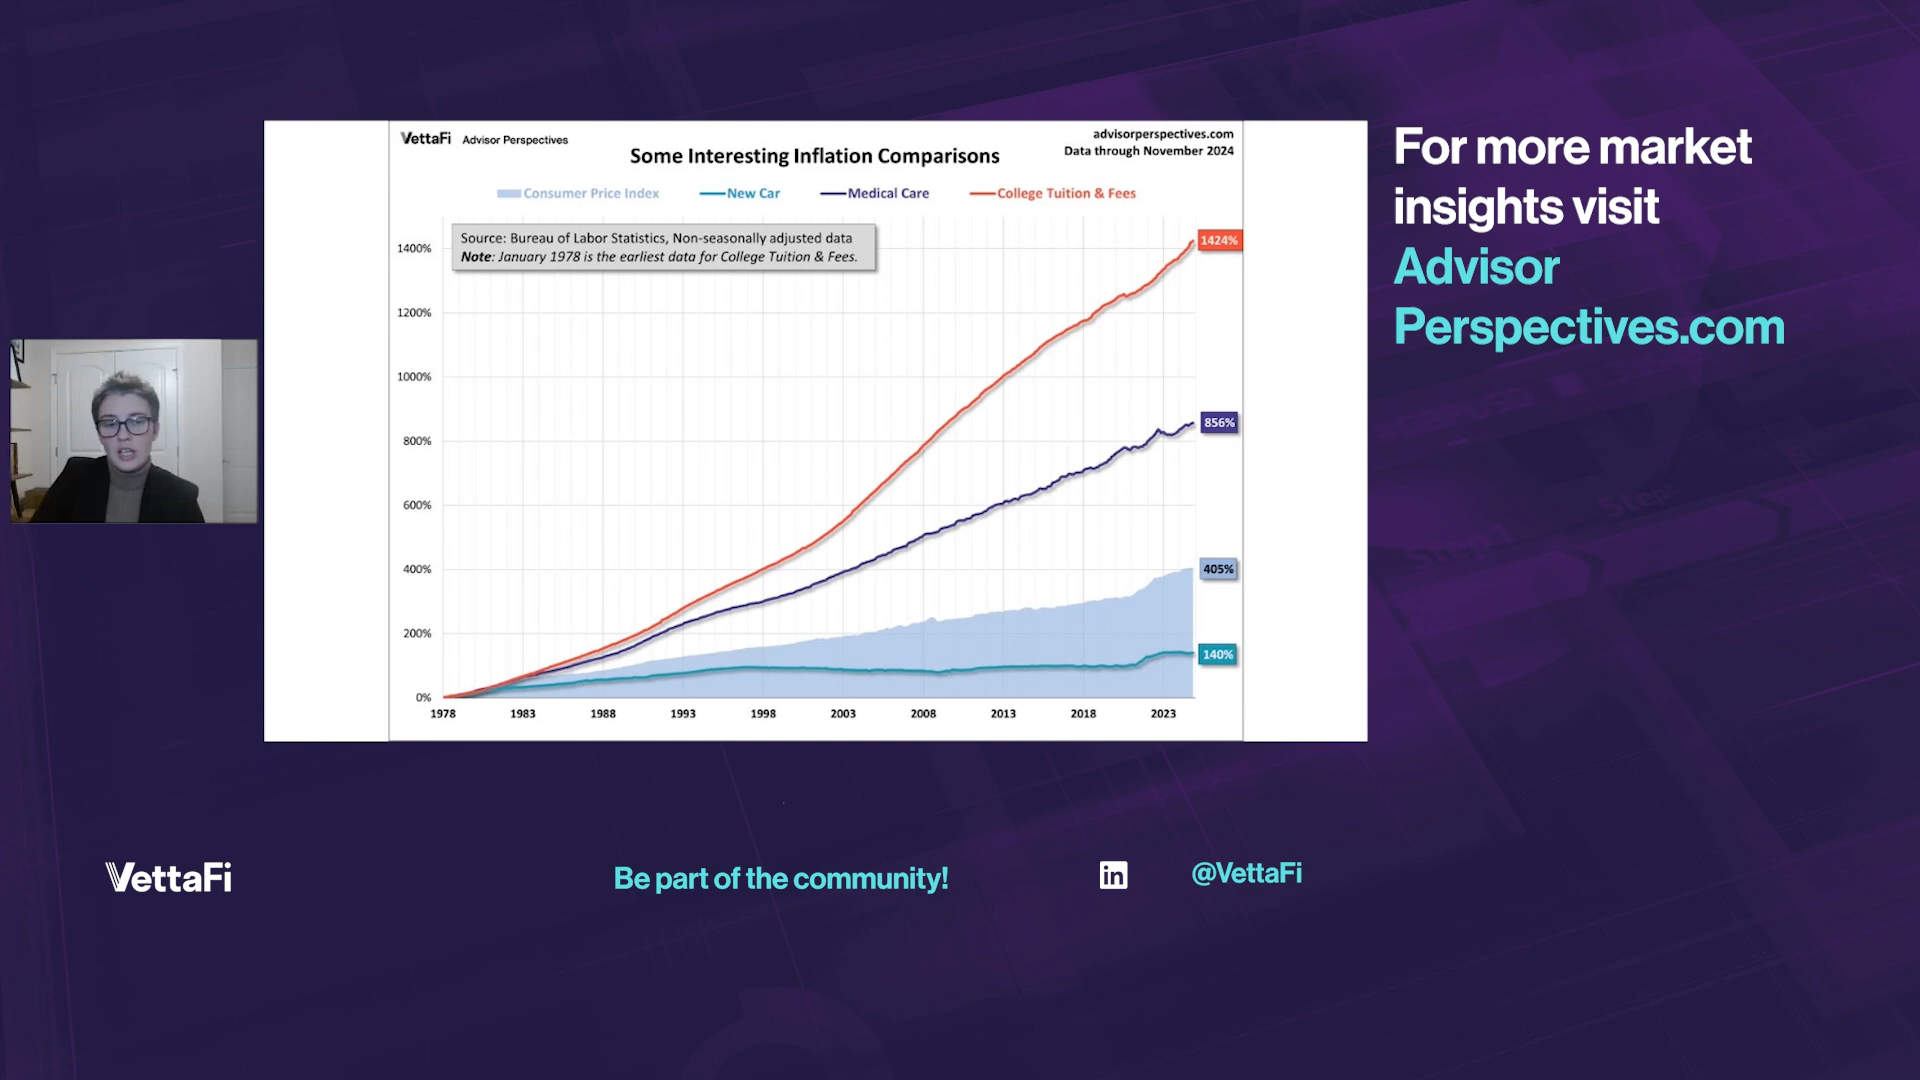 VettaFi Advisor Perspectives
advisorperspectives.com
Data through November 2024
Some Interesting Inflation Comparisons
Consumer Price Index
New Car
Medical Care
College Tuition & Fees
Source: Bureau of Labor Statistics, Non-seasonally adjusted data
Note: January 1978 is the earliest data for College Tuition & Fees.
1400%
1200%
1000%
800%
600%
400%
200%
0%
1424%
856%
405%
140%
1978 1983 1988 1993 1998 2003 2008 2013 2018 2023
For more market
insights visit
Advisor
Perspectives.com
VettaFi
Be part of the community!
in
@VettaFi